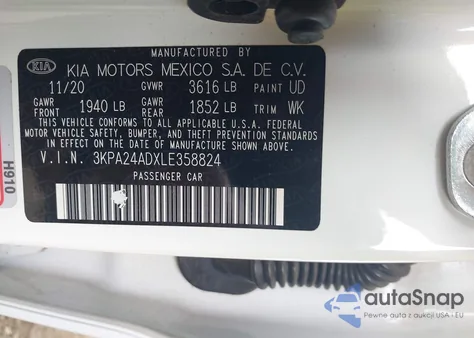 MANUFACTURED BY
KIA KIA MOTORS MEXICO S.A. DE C.V.
11/20 GVWR 3616 LB PAINT UD
GAWR FRONT 1940 LB GAWR REAR 1852 LB TRIM WK
THIS VEHICLE CONFORMS TO ALL APPLICABLE U.S.A. FEDERAL
MOTOR VEHICLE SAFETY, BUMPER, AND THEFT PREVENTION STANDARDS
IN EFFECT ON THE DATE OF MANUFACTURE SHOWN ABOVE.
V.I.N. 3KPA24ADXLE358824
PASSENGER CAR
H910
autoSnap
Pewne auta z aukcji USA - EU